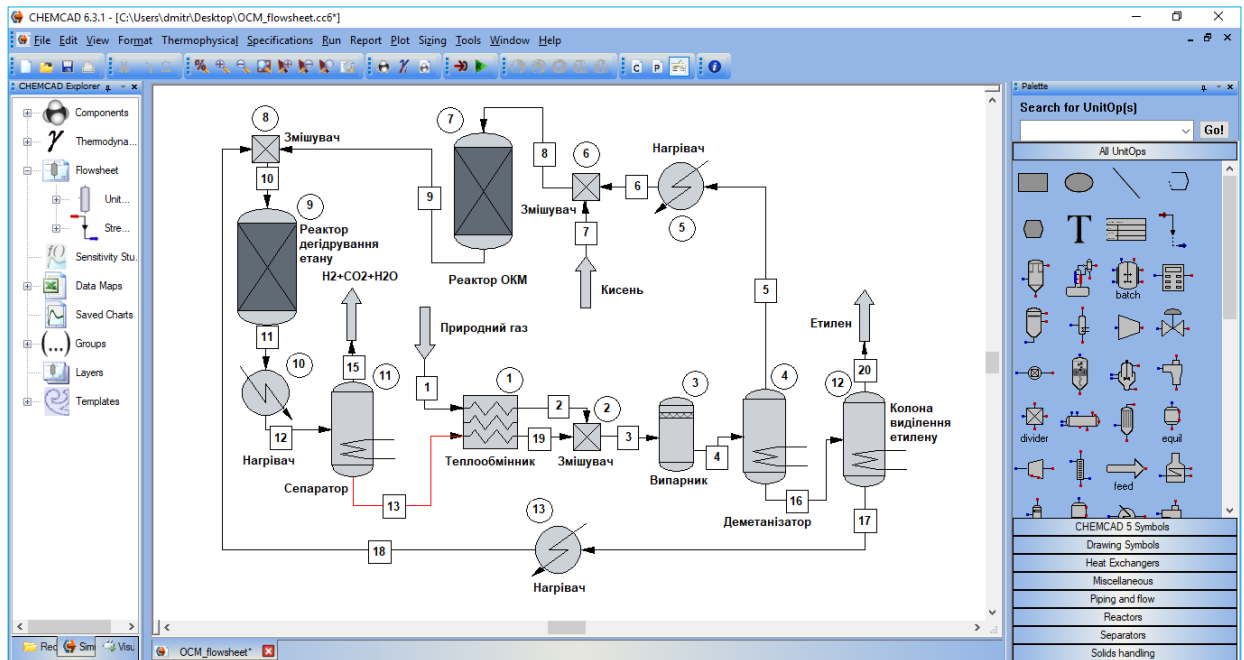 CHEMCAD 6.3.1 - [C:\Users\dmitr\Desktop\OCM_flowsheet.cc6*]
File Edit View Format Thermophysical Specifications Run Report Plot Sizing Tools Window Help
CHEMCAD Explorer
Components
Thermodyna...
Flowsheet
Unit...
Stre...
f()
Sensitivity Stu...
Data Maps
Saved Charts
(...)
Groups
Layers
Templates
Sim
8
Змішувач
10
9
Реактор
дегідрування
етану
H2+CO2+H2O
11
10
12
Нагрівач
15
11
Сепаратор
13
7
9
Реактор ОКМ
8
6
Змішувач
7
Кисень
6
Нагрівач
5
5
Природний газ
1
1
Теплообмінник
2
19
2
Змішувач
3
3
Випарник
4
4
Деметанізатор
16
Етилен
20
12
Колона
виділення
етилену
17
13
Нагрівач
18
OCM_flowsheet*
Palette
Search for UnitOp(s)
Go!
All UnitOps
T
batch
divider
equil
feed
CHEMCAD 5 Symbols
Drawing Symbols
Heat Exchangers
Miscellaneous
Piping and flow
Reactors
Separators
Solids handling